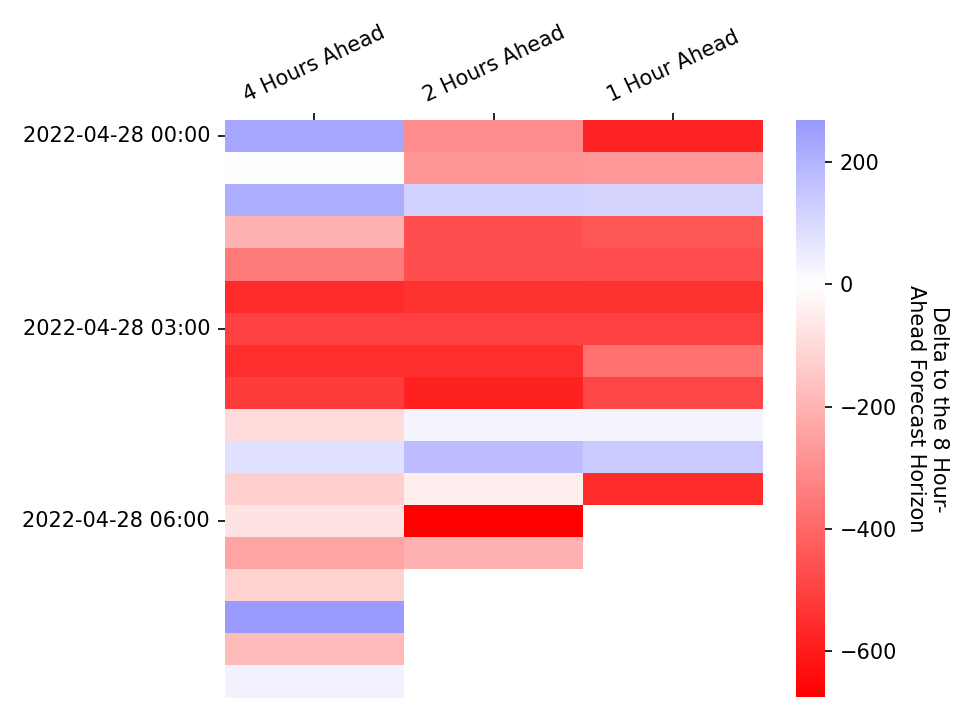 4 Hours Ahead
2 Hours Ahead
1 Hour Ahead
2022-04-28 00:00
2022-04-28 03:00
2022-04-28 06:00
200
0
−200
−400
−600
Delta to the 8 Hour-
Ahead Forecast Horizon